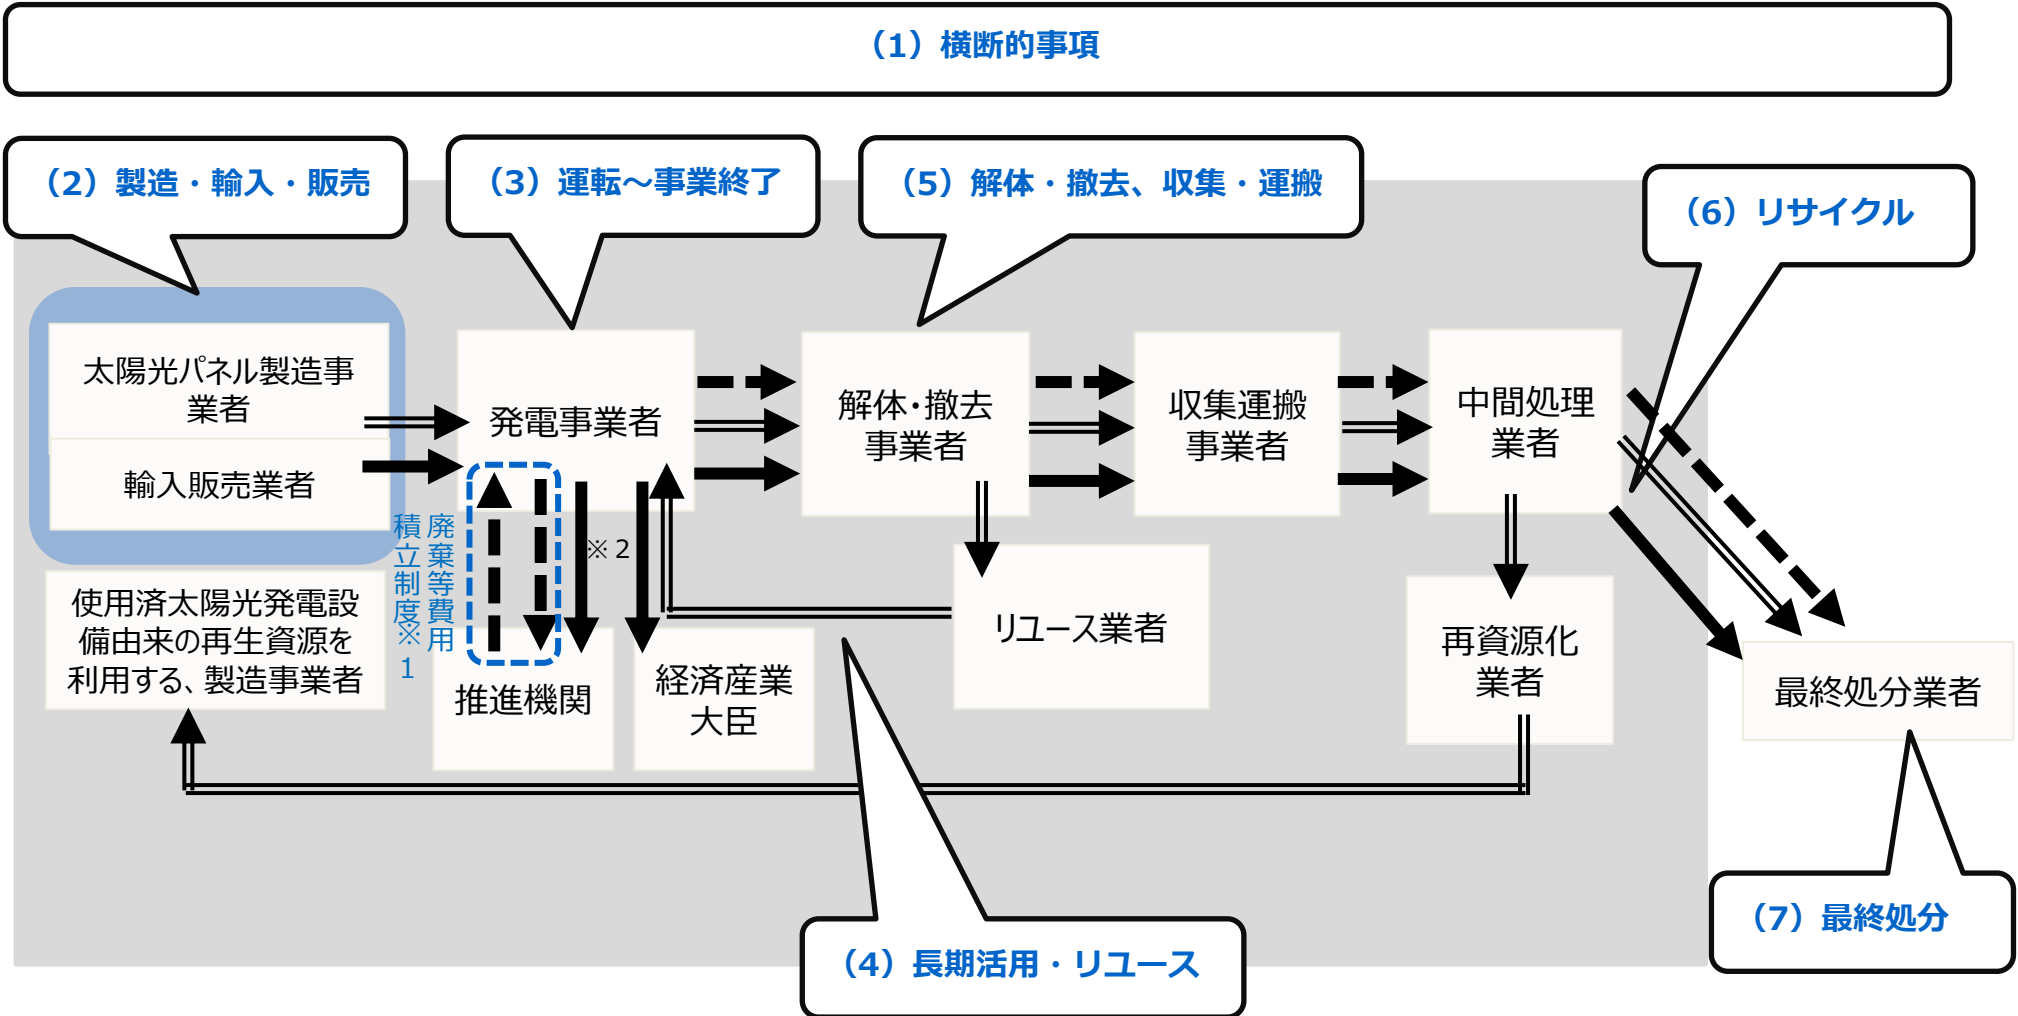 （1）横断的事項
（2）製造・輸入・販売
（3）運転～事業終了
（5）解体・撤去、収集・運搬
（6）リサイクル
太陽光パネル製造事
業者
輸入販売業者
発電事業者
解体・撤去
事業者
収集運搬
事業者
中間処理
業者
廃棄等費用
積立制度※1
※2
使用済太陽光発電設
備由来の再生資源を
利用する、製造事業者
推進機関
経済産業
大臣
リユース業者
再資源化
業者
最終処分業者
（4）長期活用・リユース
（7）最終処分